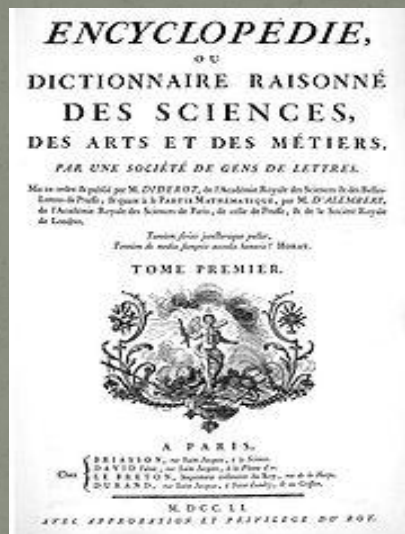 ENCYCLOPEDIE,
OU
DICTIONNAIRE RAISONNÉ
DES SCIENCES,
DES ARTS ET DES MÉTIERS,
PAR UNE SOCIÉTÉ DE GENS DE LETTRES.
Mis en ordre & publié par M. DIDEROT, de l'Académie Royale des Sciences & des Belles-
Lettres de Prusse; & quant à la PARTIE MATHÉMATIQUE, par M. D'ALEMBERT,
de l'Académie Royale des Sciences de Paris, de celle de Prusse, & de la Société Royale
de Londres.
Tantùm series juncturaque pollet,
Tantùm de medio sumptis accedit honoris! HORAT.
TOME PREMIER.
A PARIS,
Chez
BRIASSON, rue Saint Jacques, à la Science.
DAVID l'aîné, rue Saint Jacques, à la Plume d'or.
LE BRETON, Imprimeur ordinaire du Roy, rue de la Harpe.
DURAND, rue Saint Jacques, à Saint Landry, & au Griffon.
M. DCC. LI.
AVEC APPROBATION ET PRIVILEGE DU ROY.